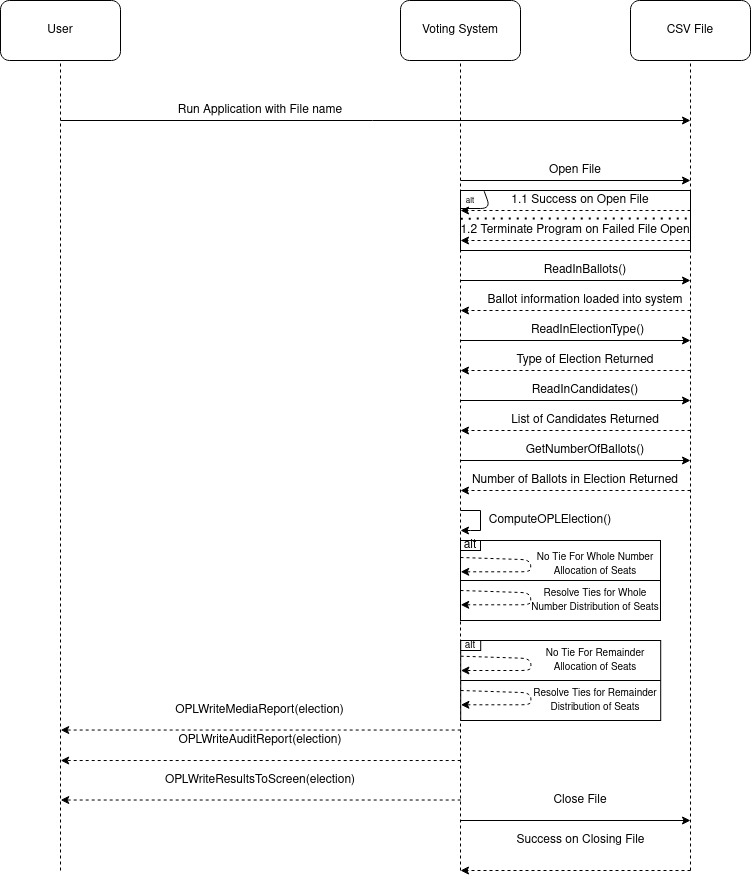 User
Voting System
CSV File
Run Application with File name
Open File
alt
1.1 Success on Open File
1.2 Terminate Program on Failed File Open
ReadInBallots()
Ballot information loaded into system
ReadInElectionType()
Type of Election Returned
ReadInCandidates()
List of Candidates Returned
GetNumberOfBallots()
Number of Ballots in Election Returned
ComputeOPLElection()
alt
No Tie For Whole Number
Allocation of Seats
Resolve Ties for Whole
Number Distribution of Seats
alt
No Tie For Remainder
Allocation of Seats
Resolve Ties for Remainder
Distribution of Seats
OPLWriteMediaReport(election)
OPLWriteAuditReport(election)
OPLWriteResultsToScreen(election)
Close File
Success on Closing File